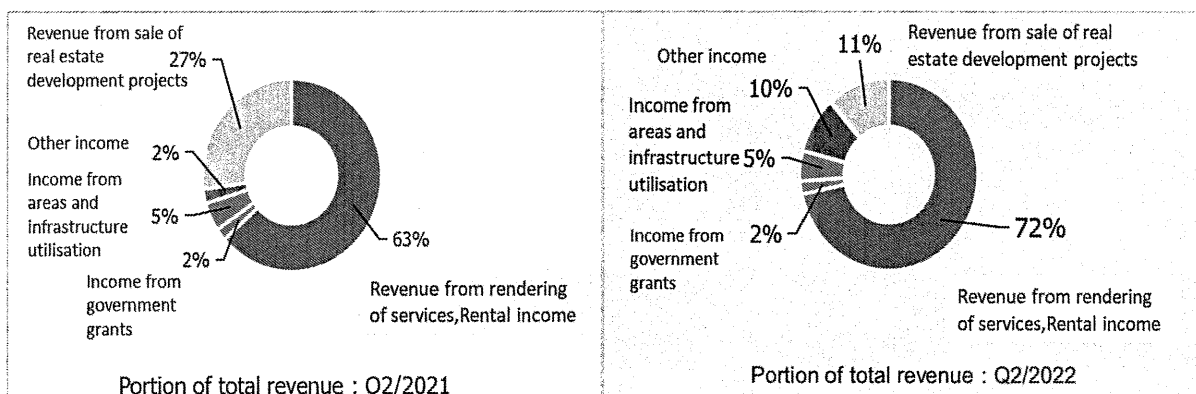 Revenue from sale of
real estate
development projects
27%
Other income
2%
Income from
areas and
infrastructure
utilisation
5%
2%
Income from
government
grants
63%
Revenue from rendering
of services,Rental income
Portion of total revenue : O2/2021
11%
Revenue from sale of real
estate development projects
Other income
10%
Income from
areas and
infrastructure
utilisation
5%
Income from
government
grants
2%
72%
Revenue from rendering
of services,Rental income
Portion of total revenue : Q2/2022